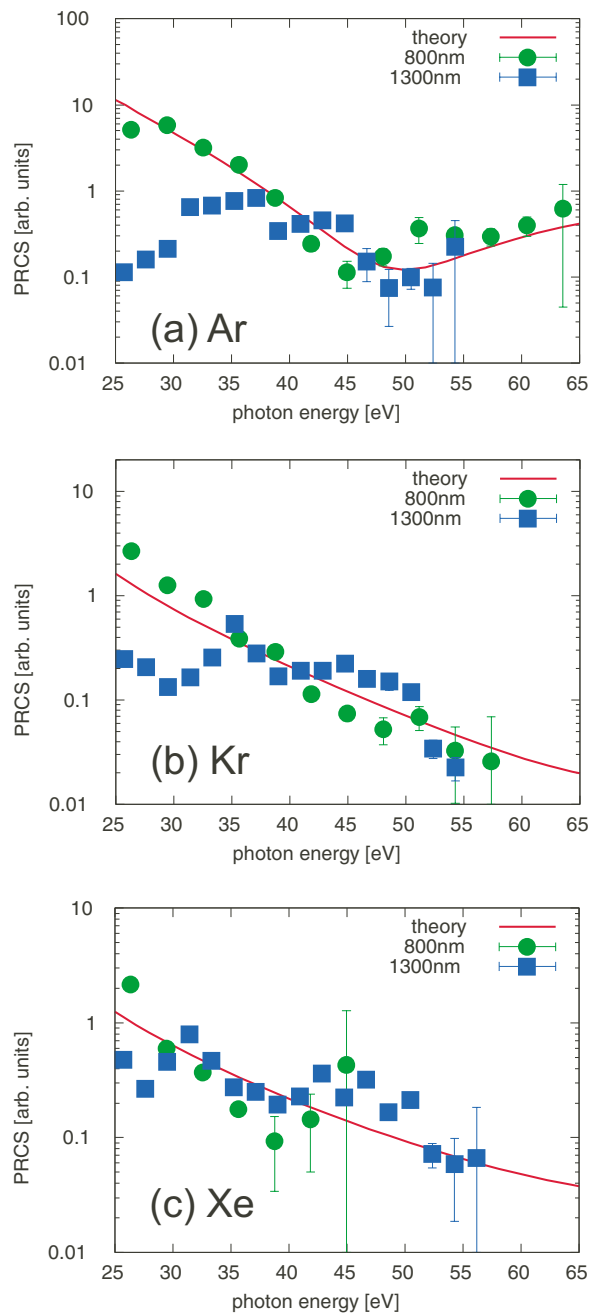 100
theory
800nm
1300nm
10
1
0.1
0.01
PRCS [arb. units]
(a) Ar
25 30 35 40 45 50 55 60 65
photon energy [eV]
theory
800nm
1300nm
10
1
0.1
0.01
PRCS [arb. units]
(b) Kr
25 30 35 40 45 50 55 60 65
photon energy [eV]
10
theory
800nm
1300nm
1
0.1
0.01
PRCS [arb. units]
(c) Xe
25 30 35 40 45 50 55 60 65
photon energy [eV]